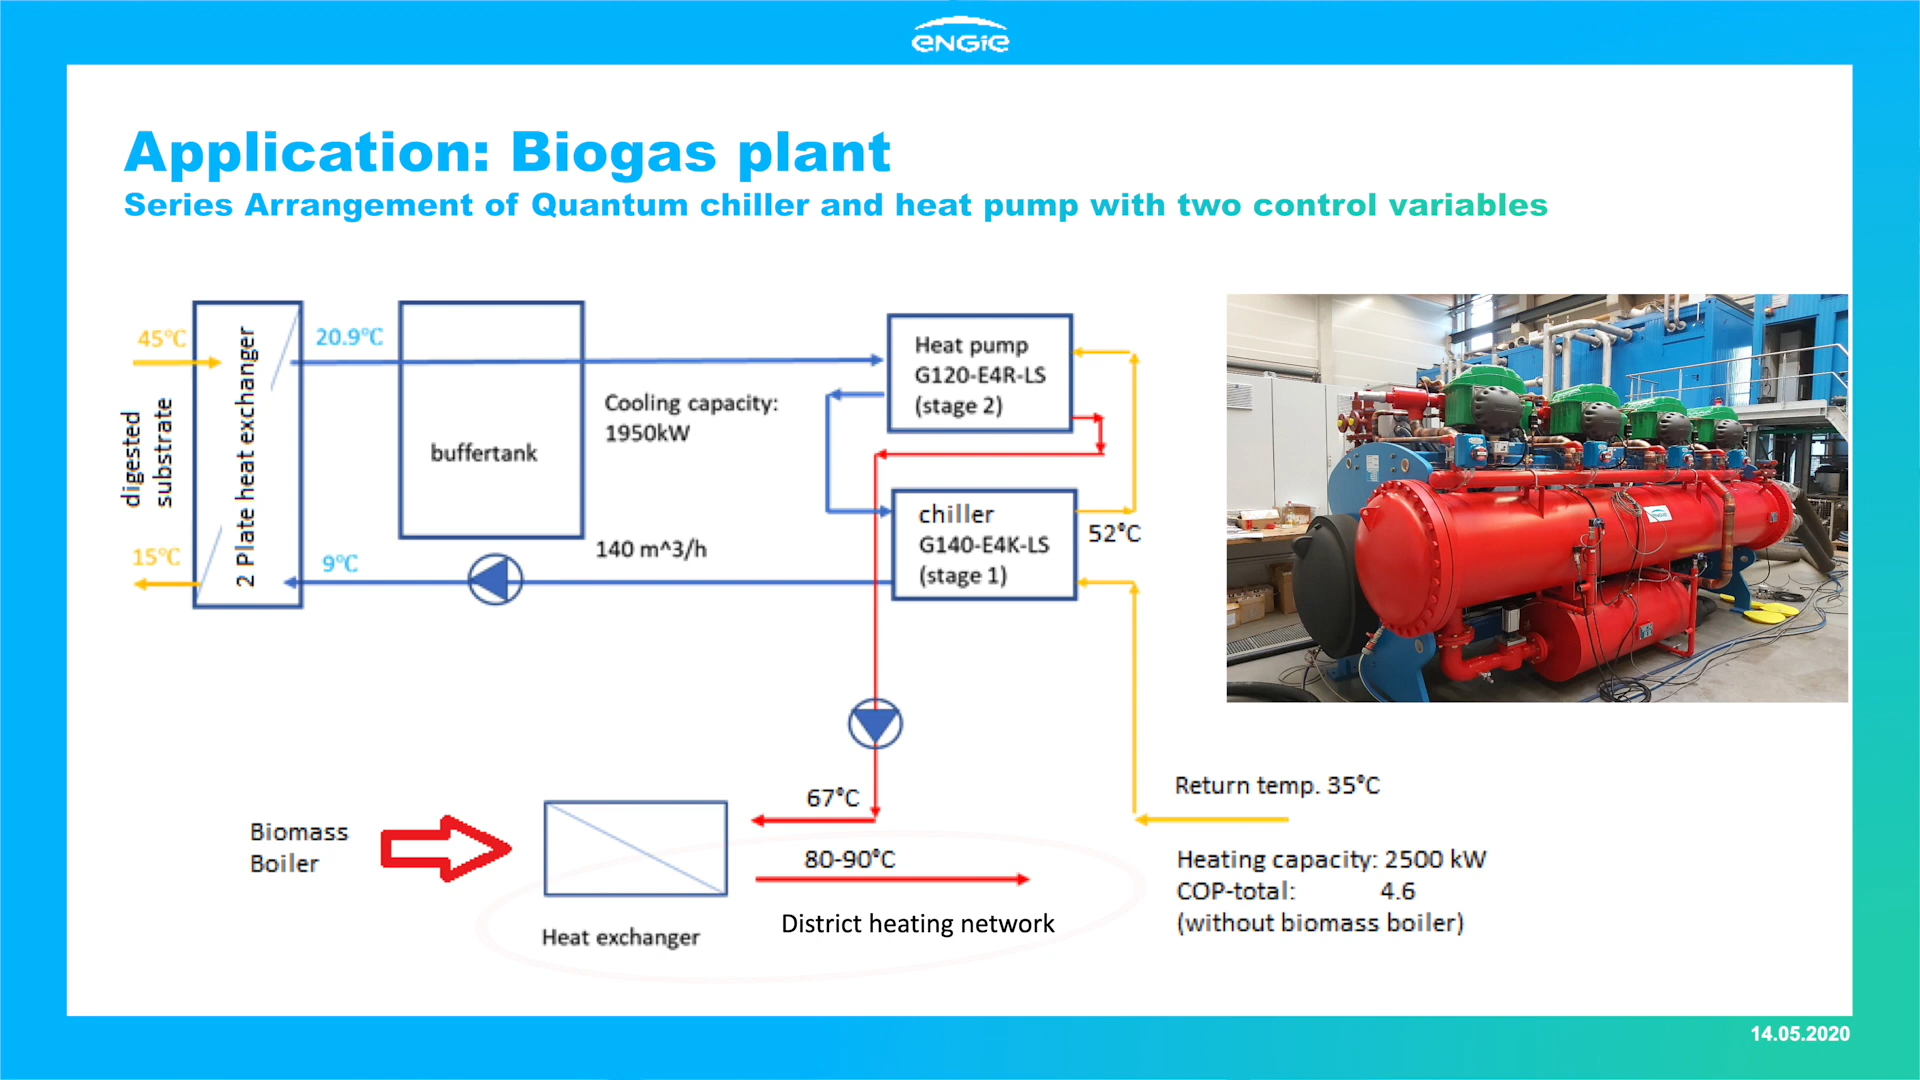 ENGIE
Application: Biogas plant
Series Arrangement of Quantum chiller and heat pump with two control variables
45°C
20.9°C
digested
substrate
2 Plate heat exchanger
15°C
9°C
buffertank
Cooling capacity:
1950kW
140 m^3/h
Heat pump
G120-E4R-LS
(stage 2)
chiller
G140-E4K-LS
(stage 1)
52°C
Return temp. 35°C
67°C
80-90°C
Biomass
Boiler
Heat exchanger
District heating network
Heating capacity: 2500 kW
COP-total: 4.6
(without biomass boiler)
14.05.2020